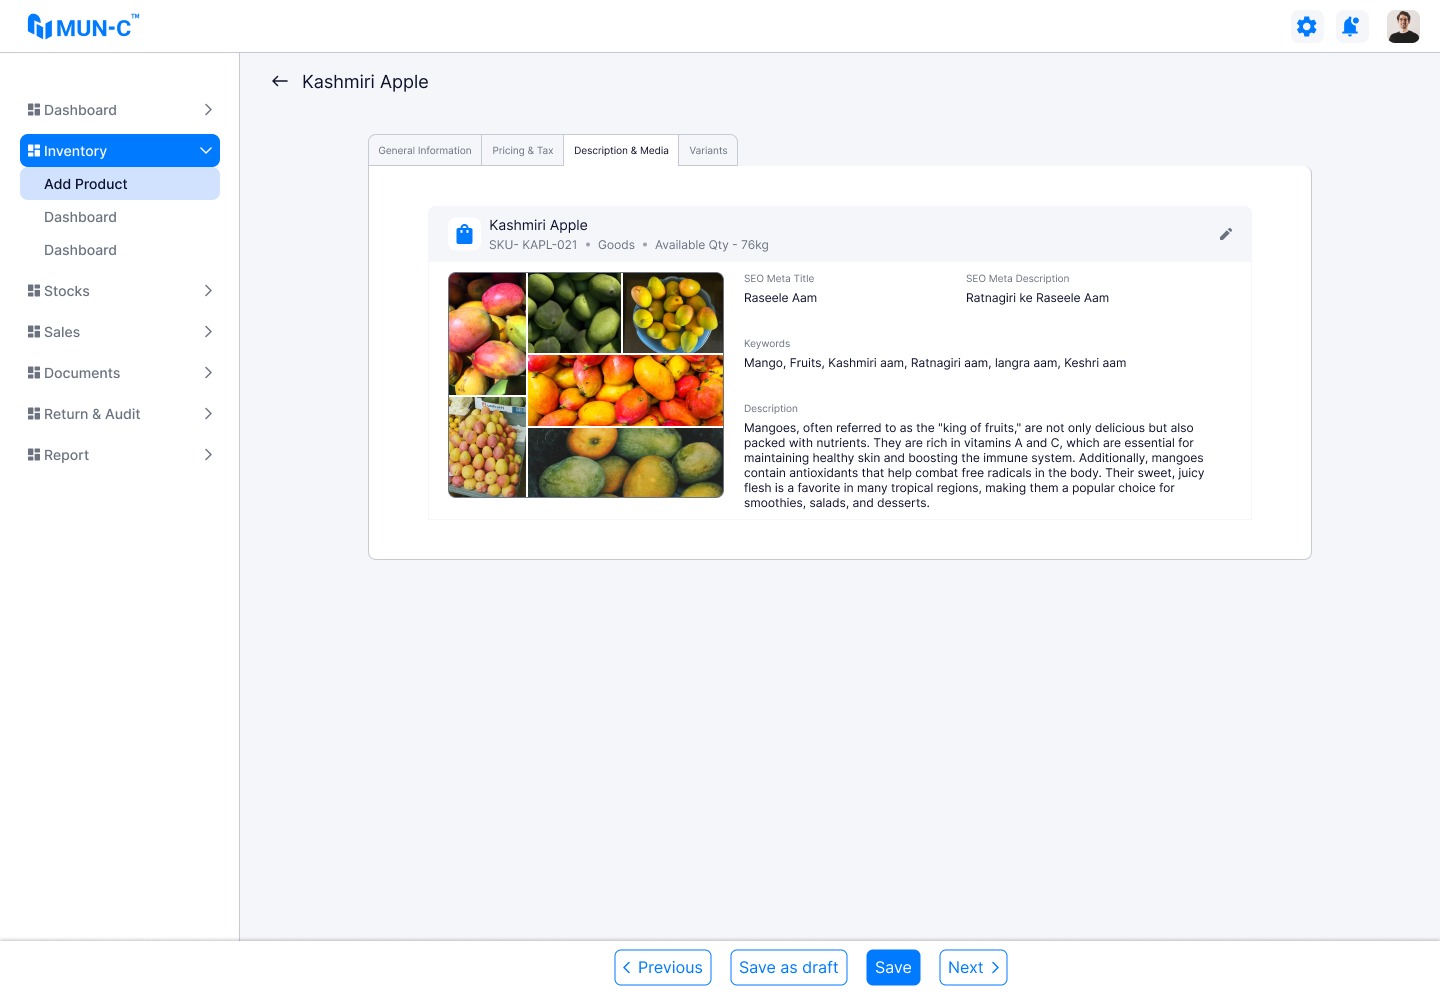 MUN-C™
Kashmiri Apple
Dashboard
Inventory
Add Product
Dashboard
Dashboard
Stocks
Sales
Documents
Return & Audit
Report
General Information
Pricing & Tax
Description & Media
Variants
Kashmiri Apple
SKU- KAPL-021 • Goods • Available Qty - 76kg
SEO Meta Title
Raseele Aam
SEO Meta Description
Ratnagiri ke Raseele Aam
Keywords
Mango, Fruits, Kashmiri aam, Ratnagiri aam, langra aam, Keshri aam
Description
Mangoes, often referred to as the "king of fruits," are not only delicious but also
packed with nutrients. They are rich in vitamins A and C, which are essential for
maintaining healthy skin and boosting the immune system. Additionally, mangoes
contain antioxidants that help combat free radicals in the body. Their sweet, juicy
flesh is a favorite in many tropical regions, making them a popular choice for
smoothies, salads, and desserts.
Previous
Save as draft
Save
Next